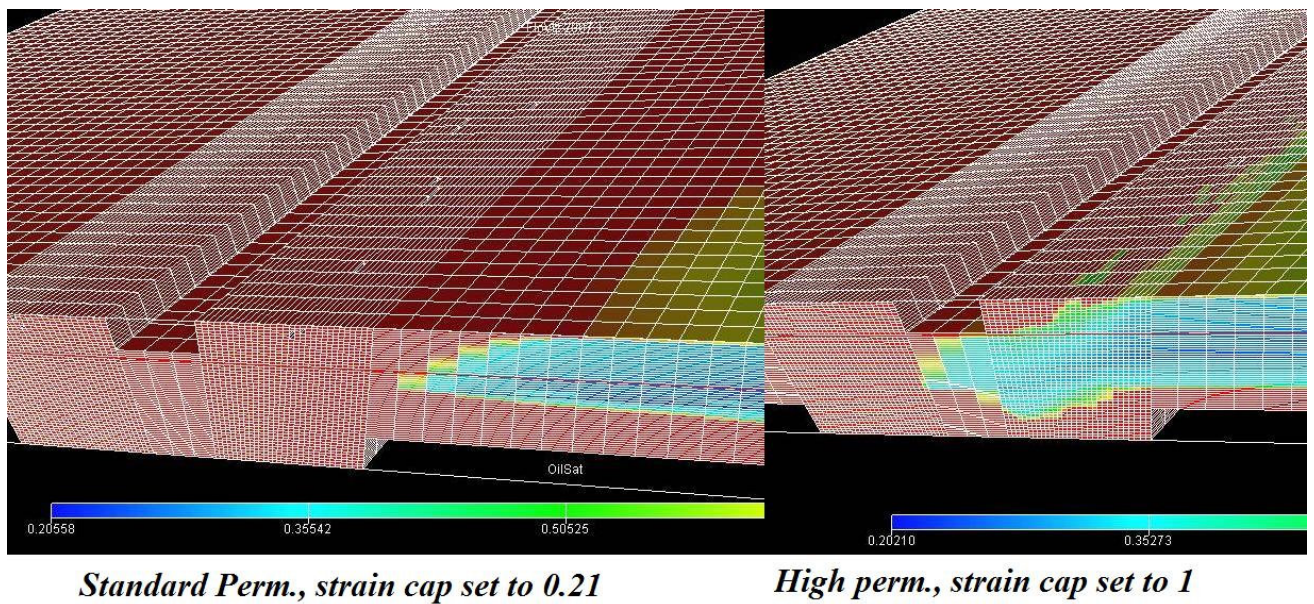 OilSat
0.20558 0.35542 0.50525
0.20210 0.35273
Standard Perm., strain cap set to 0.21
High perm., strain cap set to 1